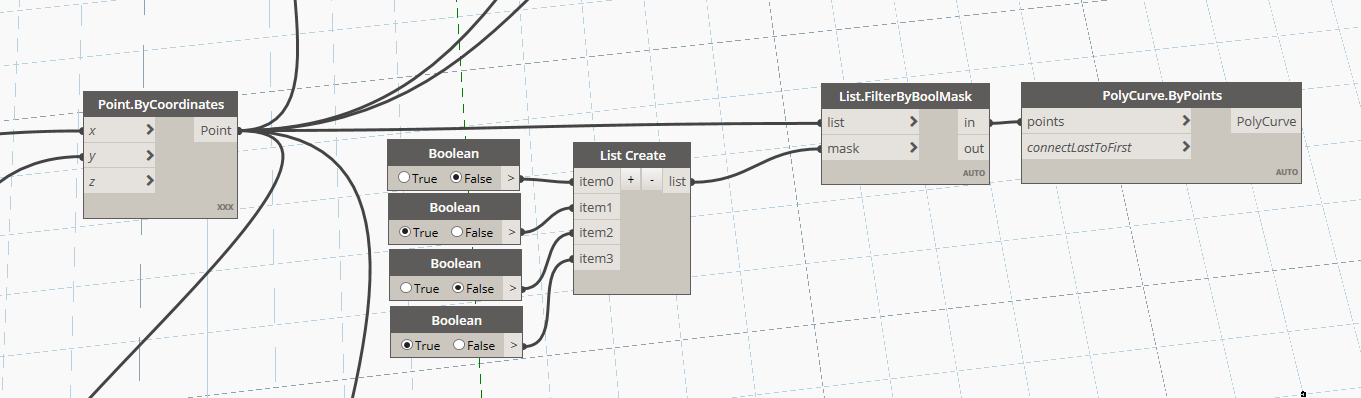 Point.ByCoordinates
x > Point
y >
z >
xxx
Boolean
True False >
Boolean
True False >
Boolean
True False >
Boolean
True False >
List Create
item0 + - list
item1
item2
item3
List.FilterByBoolMask
list > in
mask > out
AUTO
PolyCurve.ByPoints
points > PolyCurve
connectLastToFirst >
AUTO